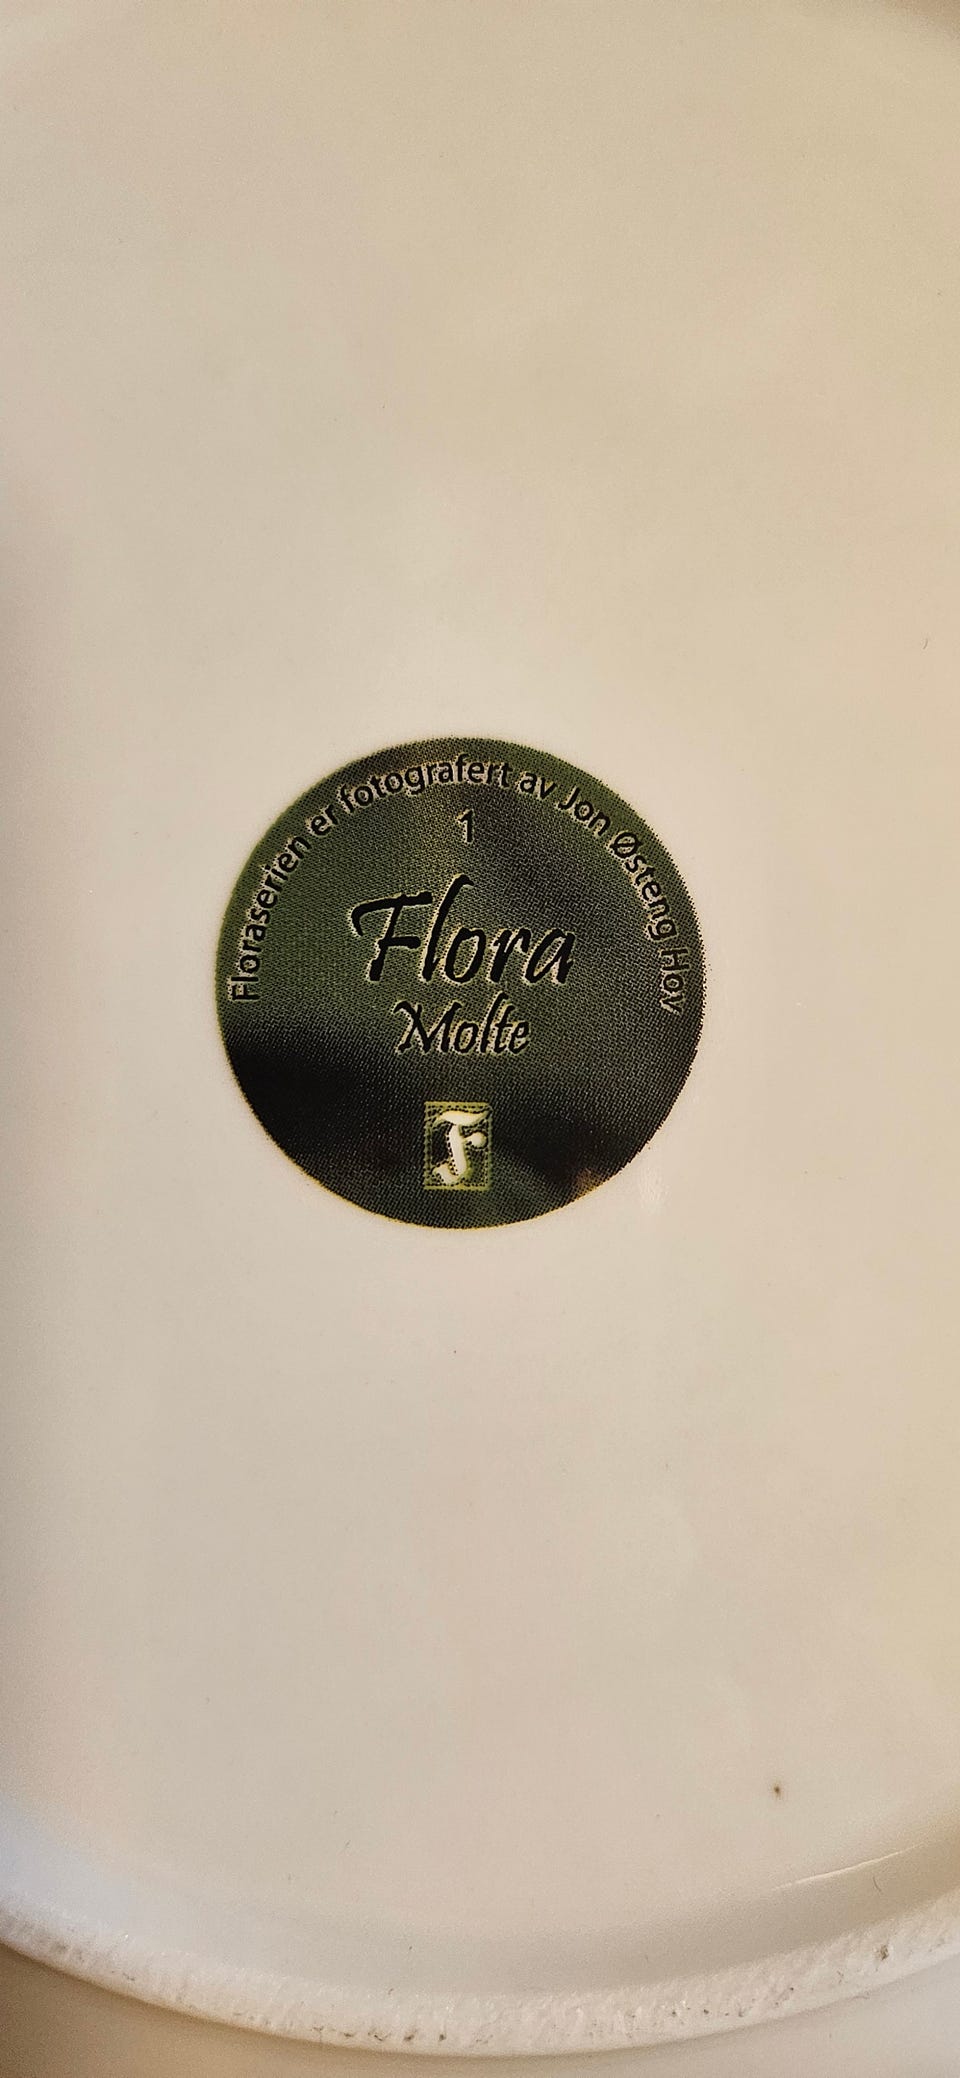 Floraserien er fotografert av Jon Østeng Hov
1
Flora
Molte
F